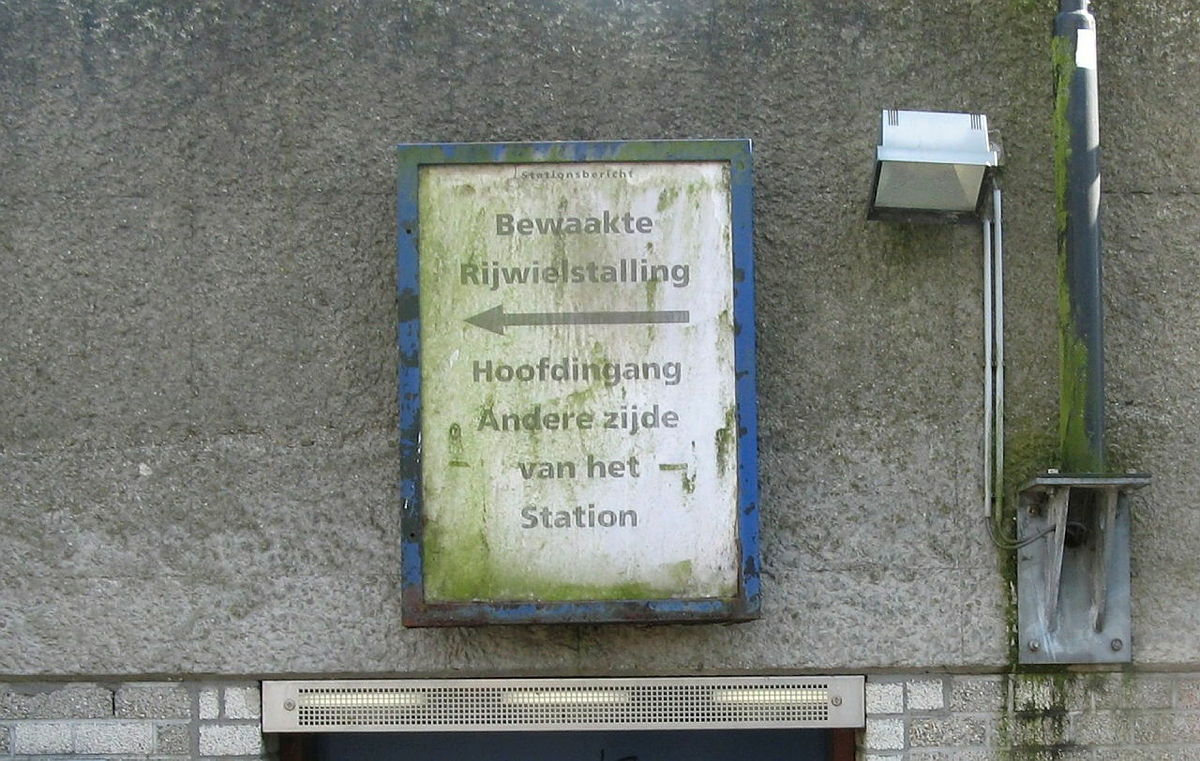 Stationsbericht
Bewaakte
Rijwielstalling
Hoofdingang
Andere zijde
van het
Station